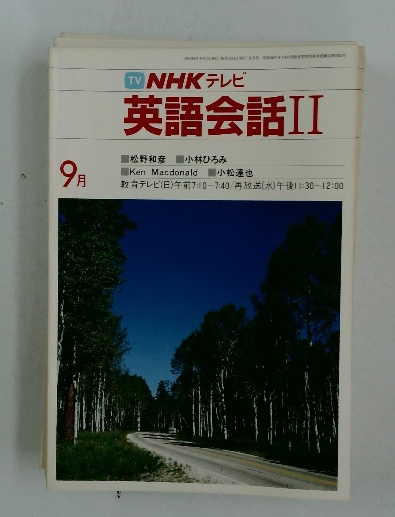 TV NHKテレビ
英語会話II
■松野和彦 ■小林ひろみ
■Ken Macdonald ■小松達也
教育テレビ(日)午前7:10-7:40/再放送(水)午後11:30-12:00
9月